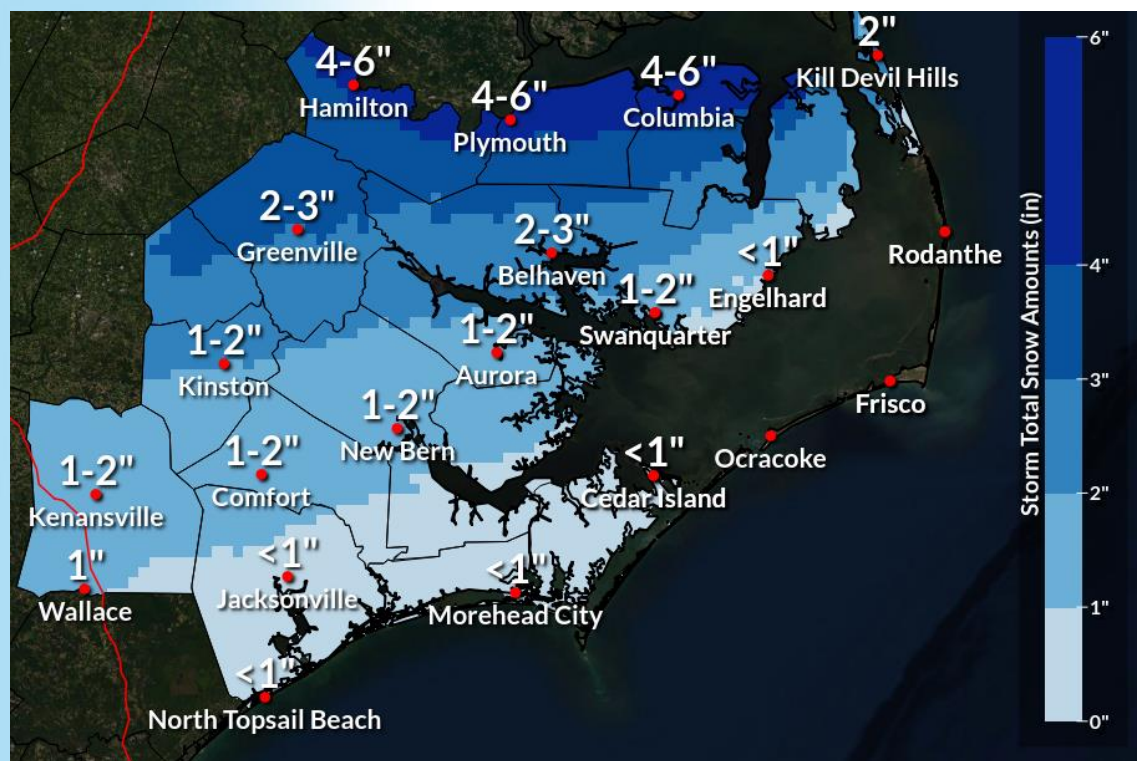 2"
Kill Devil Hills
4-6"
Hamilton
4-6"
Plymouth
4-6"
Columbia
2-3"
Greenville
2-3"
Belhaven
<1"
Engelhard
Rodanthe
1-2"
Swanquarter
1-2"
Kinston
1-2"
Aurora
Frisco
1-2"
New Bern
Ocracoke
1-2"
Kenansville
1-2"
Comfort
<1"
Cedar Island
1"
Wallace
<1"
Jacksonville
<1"
Morehead City
<1"
North Topsail Beach
Storm Total Snow Amounts (in)
6"
4"
3"
2"
1"
0"